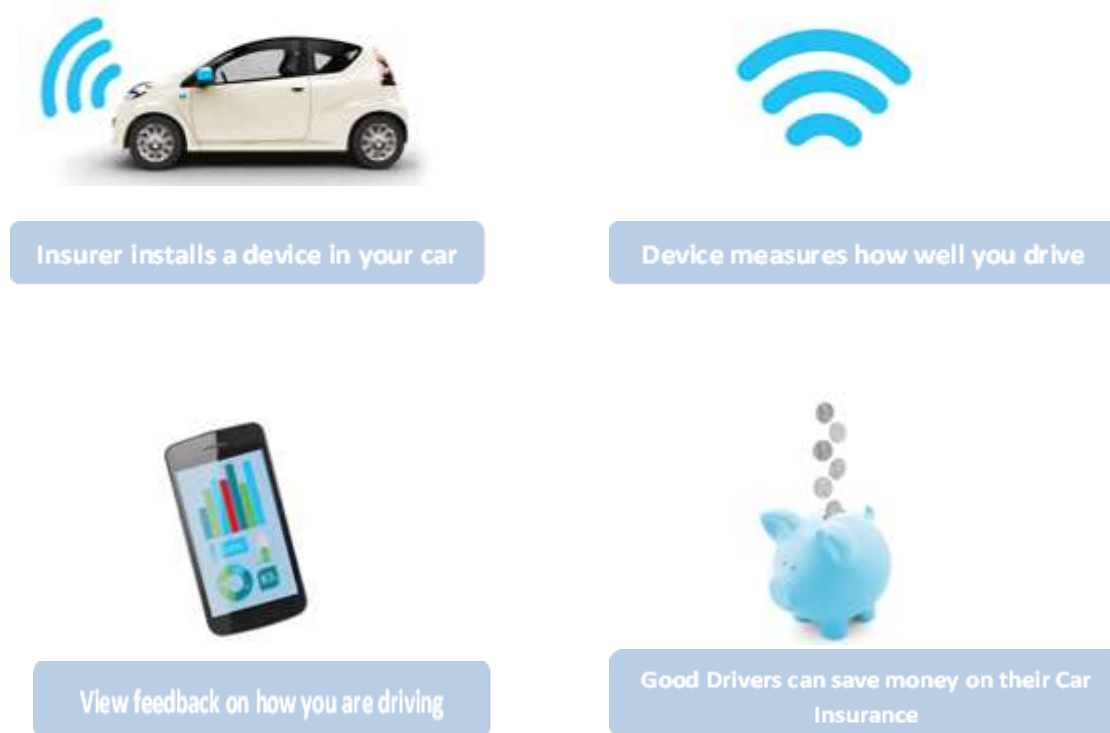 Insurer installs a device in your car
Device measures how well you drive
View feedback on how you are driving
Good Drivers can save money on their Car
Insurance